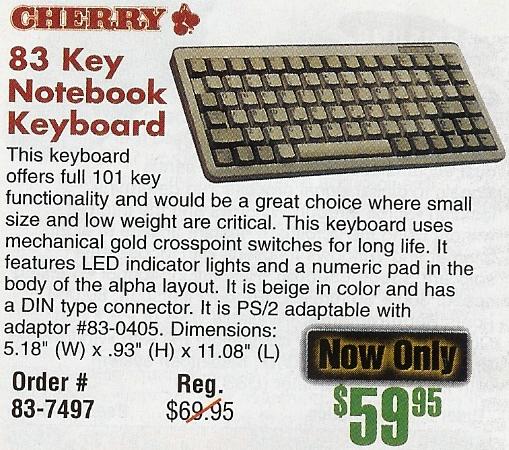 CHERRY
83 Key
Notebook
Keyboard
This keyboard
offers full 101 key
functionality and would be a great choice where small
size and low weight are critical. This keyboard uses
mechanical gold crosspoint switches for long life. It
features LED indicator lights and a numeric pad in the
body of the alpha layout. It is beige in color and has
a DIN type connector. It is PS/2 adaptable with
adaptor #83-0405. Dimensions:
5.18" (W) x .93" (H) x 11.08" (L)
Order #
83-7497
Reg.
$69.95
Now Only
$59.95